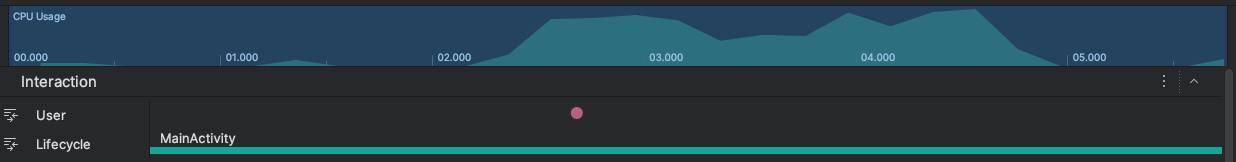 CPU Usage
00.000 01.000 02.000 03.000 04.000 05.000
Interaction
User
MainActivity
Lifecycle